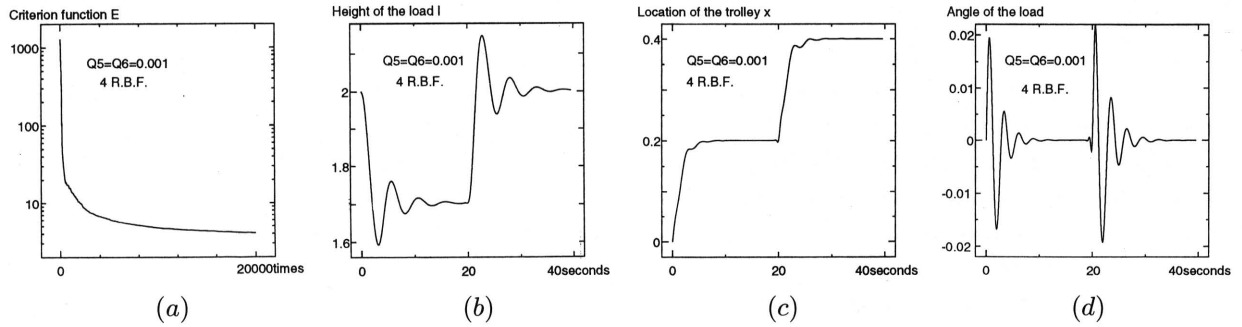 Criterion function E
1000
100
10
Q5=Q6=0.001
4 R.B.F.
0
20000times
(a)
Height of the load l
2
1.8
1.6
Q5=Q6=0.001
4 R.B.F.
0
20
40seconds
(b)
Location of the trolley x
0.4
0.2
0
Q5=Q6=0.001
4 R.B.F.
0
20
40seconds
(c)
Angle of the load
0.02
0.01
0
-0.01
-0.02
Q5=Q6=0.001
4 R.B.F.
0
20
40seconds
(d)